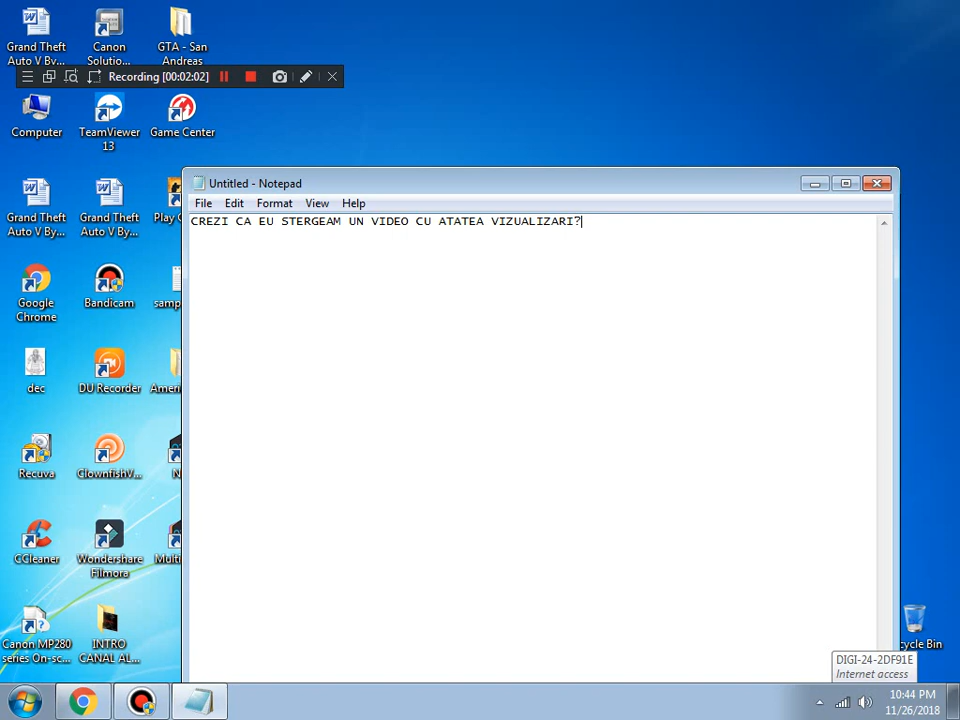 Grand Theft
Auto V By...
Canon
Solutio...
GTA - San
Andreas
Recording [00:02:02]
Computer
TeamViewer
13
Game Center
Untitled - Notepad
File Edit Format View Help
CREZI CA EU STERGEAM UN VIDEO CU ATATEA VIZUALIZARI?
Grand Theft
Auto V By...
Grand Theft
Auto V By...
Play
Google
Chrome
Bandicam
samp
dec
DU Recorder
Ameri
Recuva
ClownfishV...
N
CCleaner
Wondershare
Filmora
Multi
Canon MP280
series On-sc...
INTRO
CANAL AL...
cycle Bin
DIGI-24-2DF91E
Internet access
10:44 PM
11/26/2018